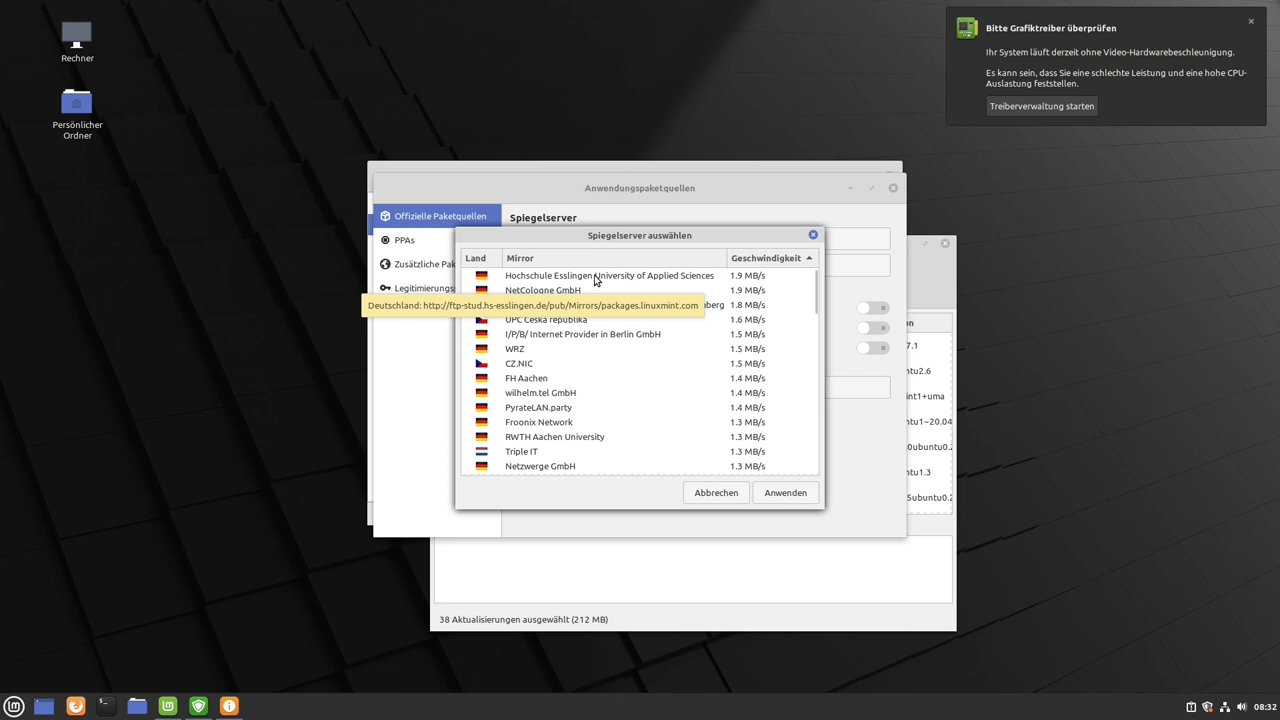 Rechner
Persönlicher
Ordner
Bitte Grafiktreiber überprüfen
Ihr System läuft derzeit ohne Video-Hardwarebeschleunigung.
Es kann sein, dass Sie eine schlechte Leistung und eine hohe CPU-
Auslastung feststellen.
Treiberverwaltung starten
Anwendungspaketquellen
Offizielle Paketquellen
PPAs
Zusätzliche Pak
Legitimierungs
Spiegelserver
Spiegelserver auswählen
Land Mirror Geschwindigkeit
Hochschule Esslingen University of Applied Sciences 1.9 MB/s
NetCologne GmbH 1.9 MB/s
Deutschland: http://ftp-stud.hs-esslingen.de/pub/Mirrors/packages.linuxmint.com
nberg 1.8 MB/s
UPC Ceska republika 1.6 MB/s
I/P/B/ Internet Provider in Berlin GmbH 1.5 MB/s
WRZ 1.5 MB/s
CZ.NIC 1.5 MB/s
FH Aachen 1.4 MB/s
wilhelm.tel GmbH 1.4 MB/s
PyrateLAN.party 1.4 MB/s
Froonix Network 1.3 MB/s
RWTH Aachen University 1.3 MB/s
Triple IT 1.3 MB/s
Netzwerge GmbH 1.3 MB/s
Abbrechen Anwenden
on
7.1
ntu2.6
int1+uma
ntu1~20.04
0ubuntu0.2
ntu1.3
5ubuntu0.2
38 Aktualisierungen ausgewählt (212 MB)
08:32